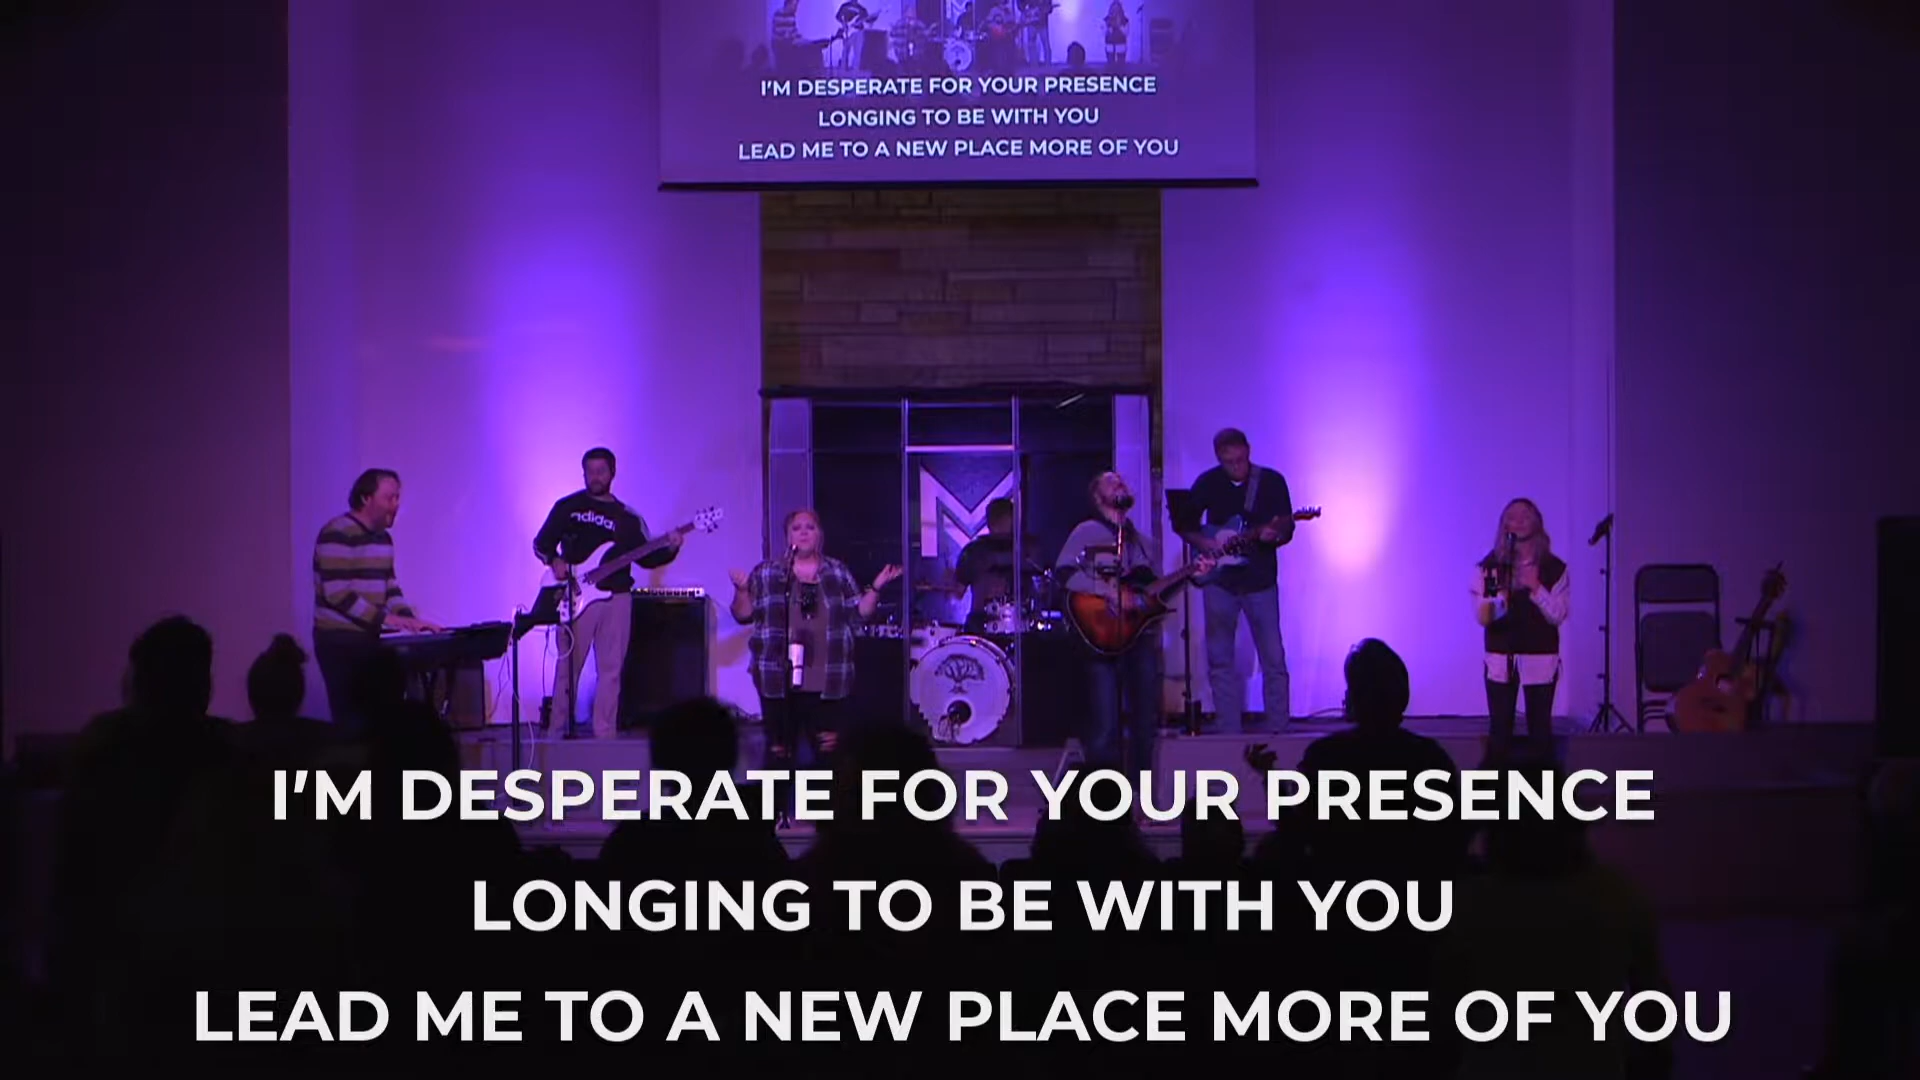 I'M DESPERATE FOR YOUR PRESENCE
LONGING TO BE WITH YOU
LEAD ME TO A NEW PLACE MORE OF YOU
adidas
M
I'M DESPERATE FOR YOUR PRESENCE
LONGING TO BE WITH YOU
LEAD ME TO A NEW PLACE MORE OF YOU